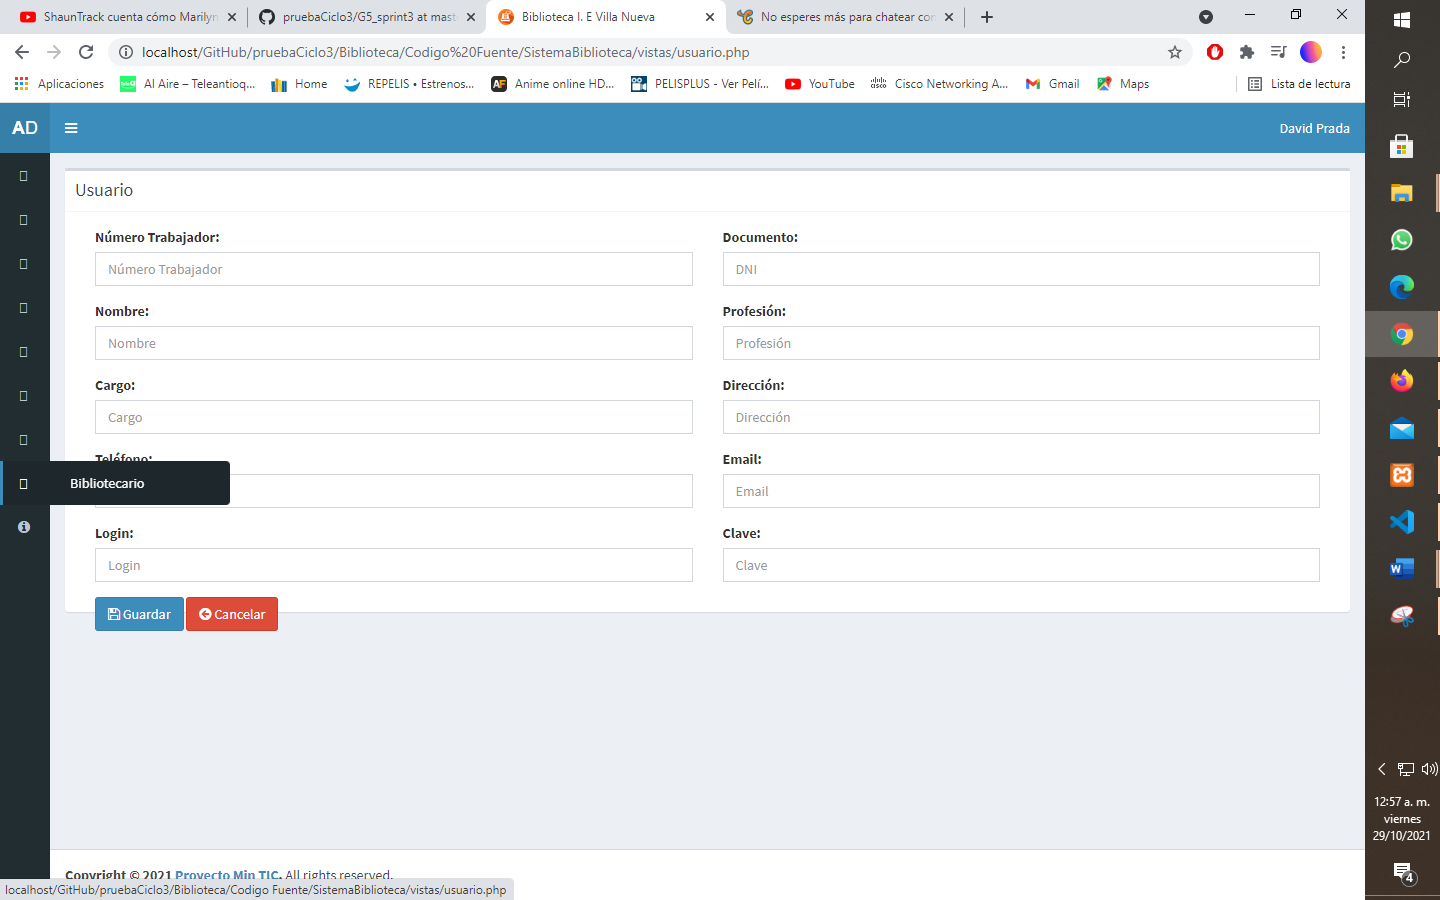 ShaunTrack cuenta cómo Marilyn
pruebaCiclo3/G5_sprint3 at mast
Biblioteca I. E Villa Nueva
No esperes más para chatear con
localhost/GitHub/pruebaCiclo3/Biblioteca/Codigo%20Fuente/SistemaBiblioteca/vistas/usuario.php
Aplicaciones
Al Aire – Teleantioq...
Home
REPELIS • Estrenos...
AF
Anime online HD...
PELISPLUS - Ver Pelí...
YouTube
Cisco Networking A...
Gmail
Maps
Lista de lectura
AD
David Prada
Usuario
Número Trabajador:
Documento:
Número Trabajador
DNI
Nombre:
Profesión:
Nombre
Profesión
Cargo:
Dirección:
Cargo
Dirección
Teléfono:
Email:
Bibliotecario
Email
Login:
Clave:
Login
Clave
Guardar
Cancelar
Copyright © 2021 Proyecto Min TIC. All rights reserved.
localhost/GitHub/pruebaCiclo3/Biblioteca/Codigo Fuente/SistemaBiblioteca/vistas/usuario.php
12:57 a. m.
viernes
29/10/2021
4